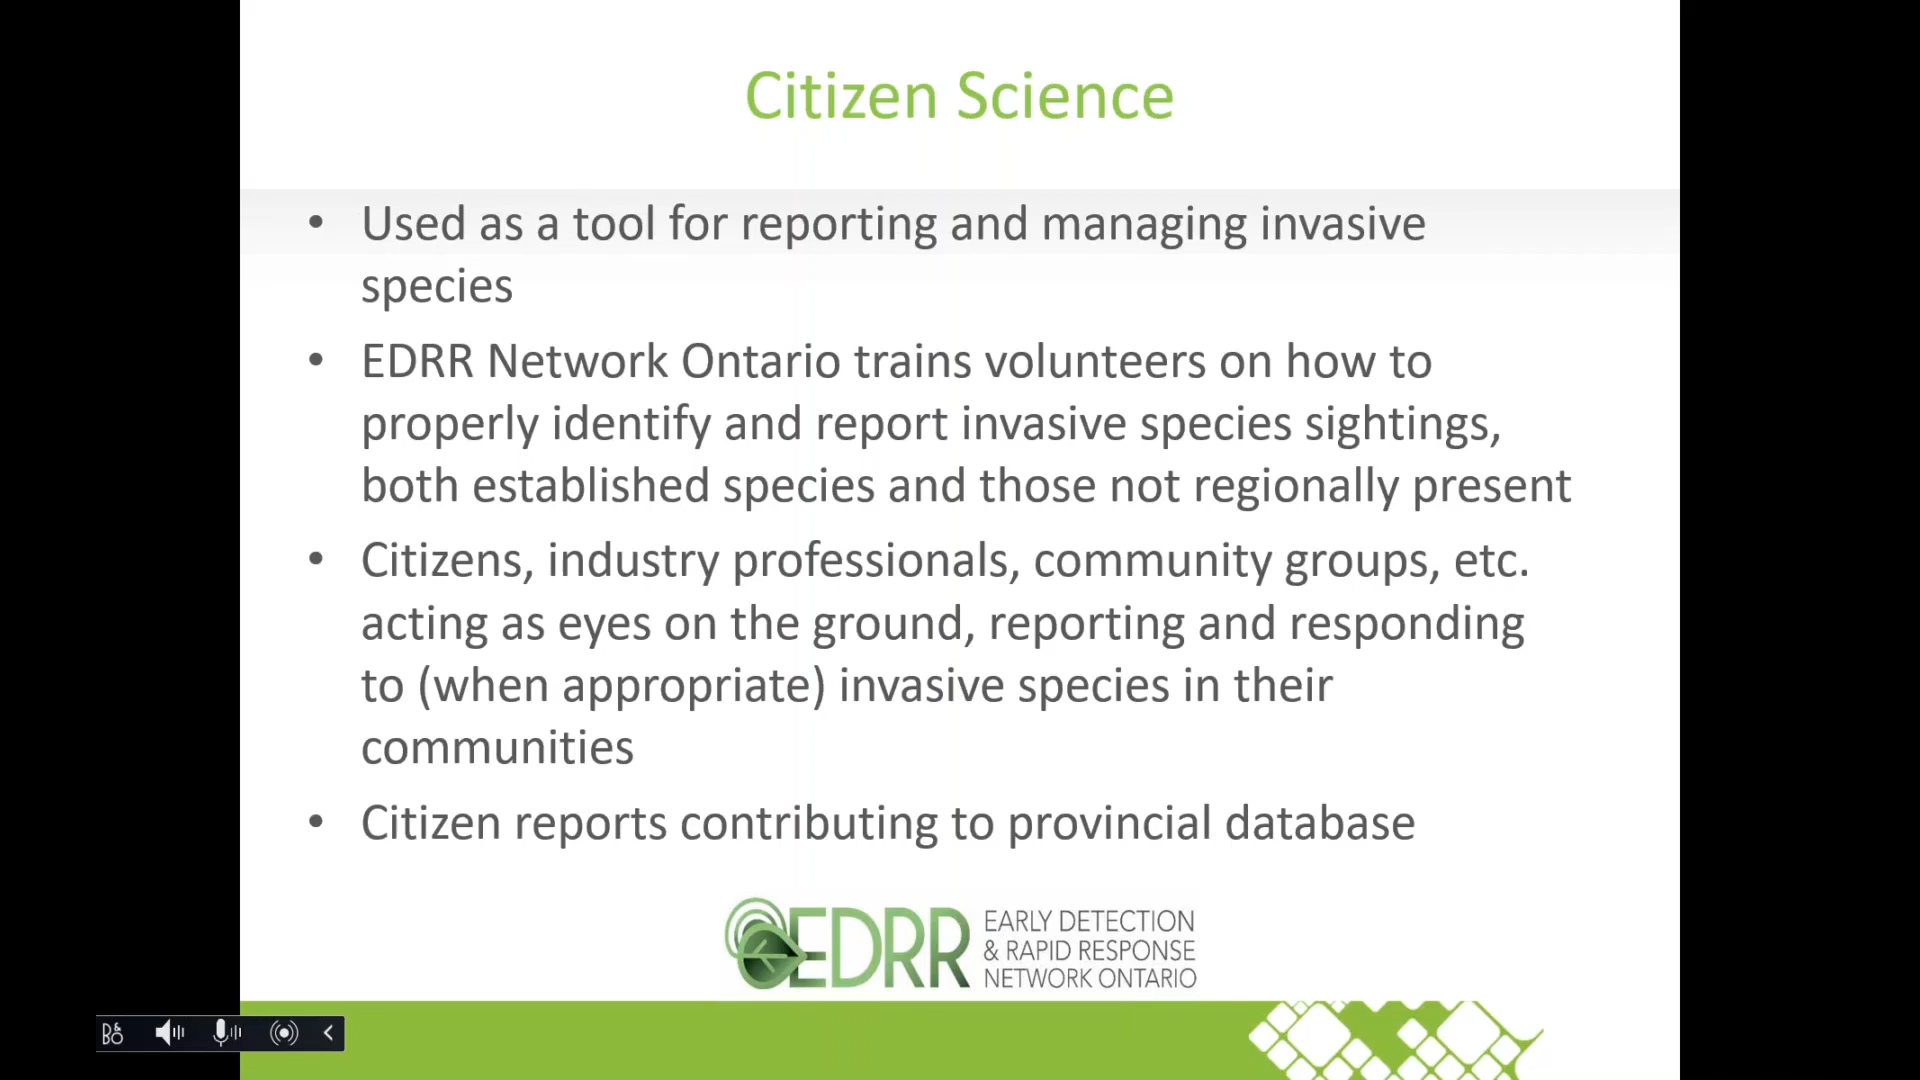 Citizen Science
• Used as a tool for reporting and managing invasive
species
• EDRR Network Ontario trains volunteers on how to
properly identify and report invasive species sightings,
both established species and those not regionally present
• Citizens, industry professionals, community groups, etc.
acting as eyes on the ground, reporting and responding
to (when appropriate) invasive species in their
communities
• Citizen reports contributing to provincial database
EDRR
EARLY DETECTION
& RAPID RESPONSE
NETWORK ONTARIO
B&O